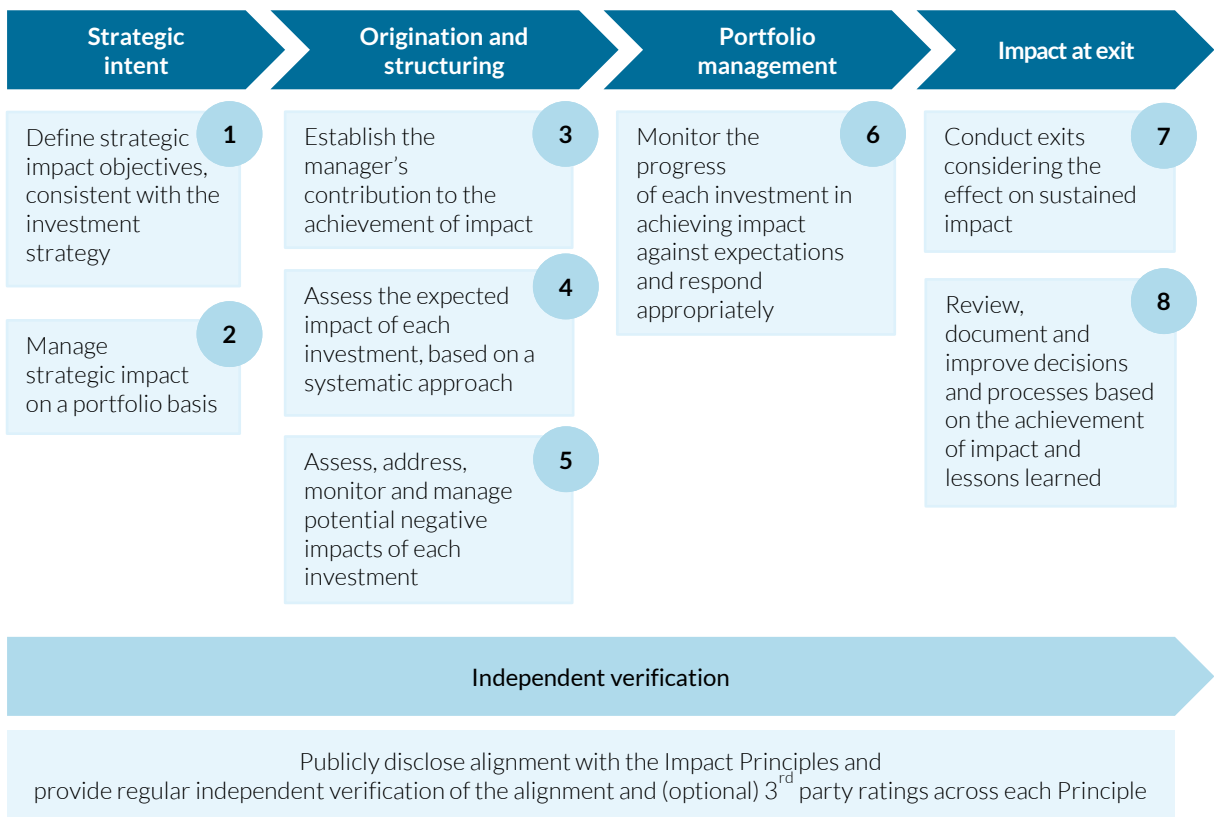 Strategic
intent
Origination and
structuring
Portfolio
management
Impact at exit
1
Define strategic
impact objectives,
consistent with the
investment
strategy
2
Manage
strategic impact
on a portfolio basis
3
Establish the
manager’s
contribution to the
achievement of impact
4
Assess the expected
impact of each
investment, based on a
systematic approach
5
Assess, address,
monitor and manage
potential negative
impacts of each
investment
6
Monitor the
progress
of each investment in
achieving impact
against expectations
and respond
appropriately
7
Conduct exits
considering the
effect on sustained
impact
8
Review,
document and
improve decisions
and processes based
on the achievement
of impact and
lessons learned
Independent verification
Publicly disclose alignment with the Impact Principles and
provide regular independent verification of the alignment and (optional) 3rd party ratings across each Principle